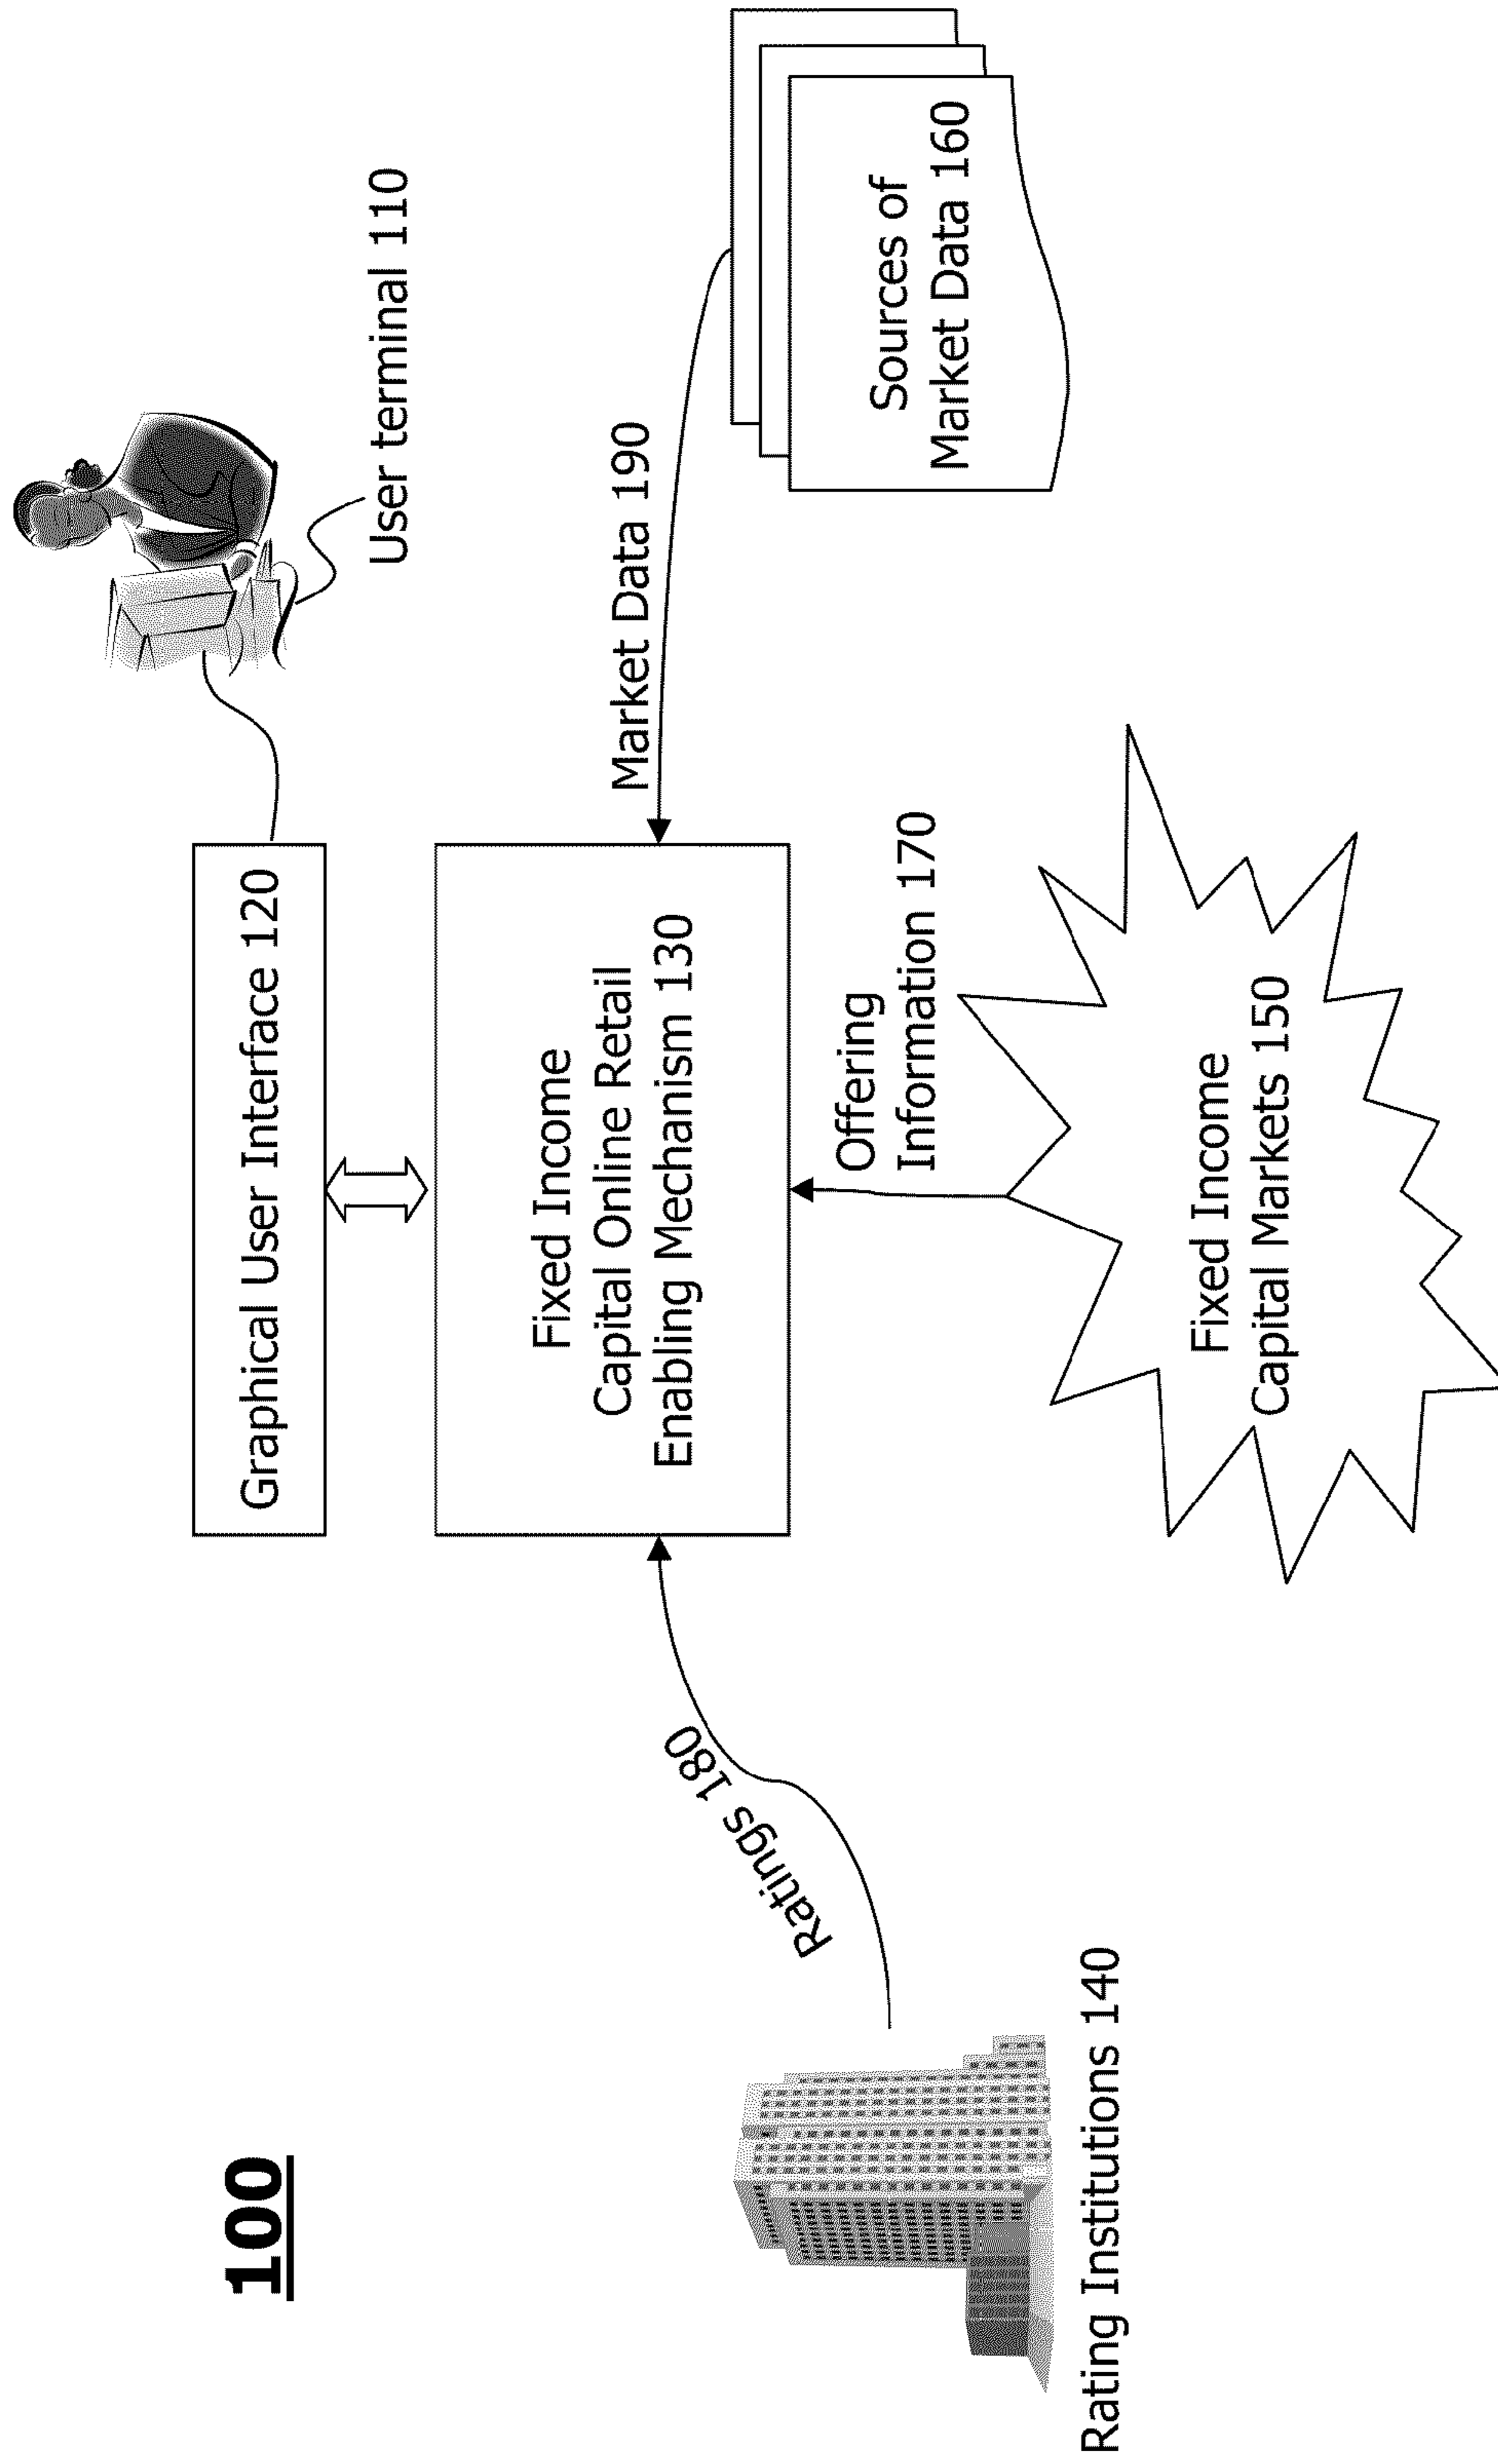 100
User terminal 110
Graphical User Interface 120
Market Data 190
Fixed Income
Capital Online Retail
Enabling Mechanism 130
Ratings 180
Sources of
Market Data 160
Offering
Information 170
Rating Institutions 140
Fixed Income
Capital Markets 150